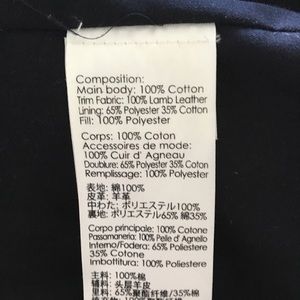 Composition:
Main body: 100% Cotton
Trim Fabric: 100% Lamb Leather
Lining: 65% Polyester 35% Cotton
Fill: 100% Polyester
Corps: 100% Coton
Accessoires de mode:
100% Cuir d' Agneau
Doublure: 65% Polyester 35% Coton
Remplissage: 100% Polyester
表地: 綿100%
皮革: 羊革
中わた: ポリエステル100%
裏地: ポリエステル65% 綿35%
Corpo principale: 100% Cotone
Passamaneria: 100% Pelle d' Agnello
Interno/Fodera: 65% Poliestere
35% Cotone
Imbottitura: 100% Poliestere
主料: 100%棉
辅料: 头层羊皮
里料: 65%聚酯纤维/35%棉